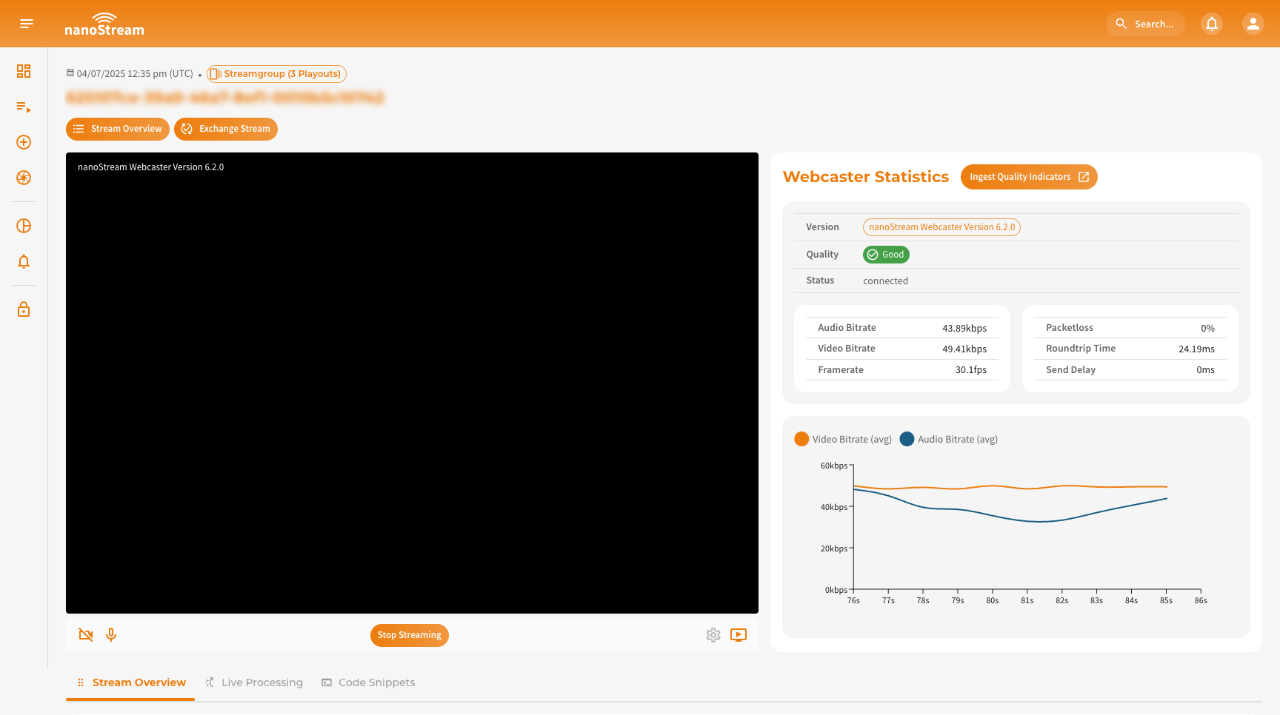 nanoStream
Search...
04/07/2025 12:35 pm (UTC) • Streamgroup (3 Playouts)
Stream Overview
Exchange Stream
nanoStream Webcaster Version 6.2.0
Webcaster Statistics
Ingest Quality Indicators
Version nanoStream Webcaster Version 6.2.0
Quality Good
Status connected
Audio Bitrate 43.89kbps
Video Bitrate 49.41kbps
Framerate 30.1fps
Packetloss 0%
Roundtrip Time 24.19ms
Send Delay 0ms
Video Bitrate (avg) Audio Bitrate (avg)
60kbps
40kbps
20kbps
0kbps
76s 77s 78s 79s 80s 81s 82s 83s 84s 85s 86s
Stop Streaming
Stream Overview Live Processing Code Snippets